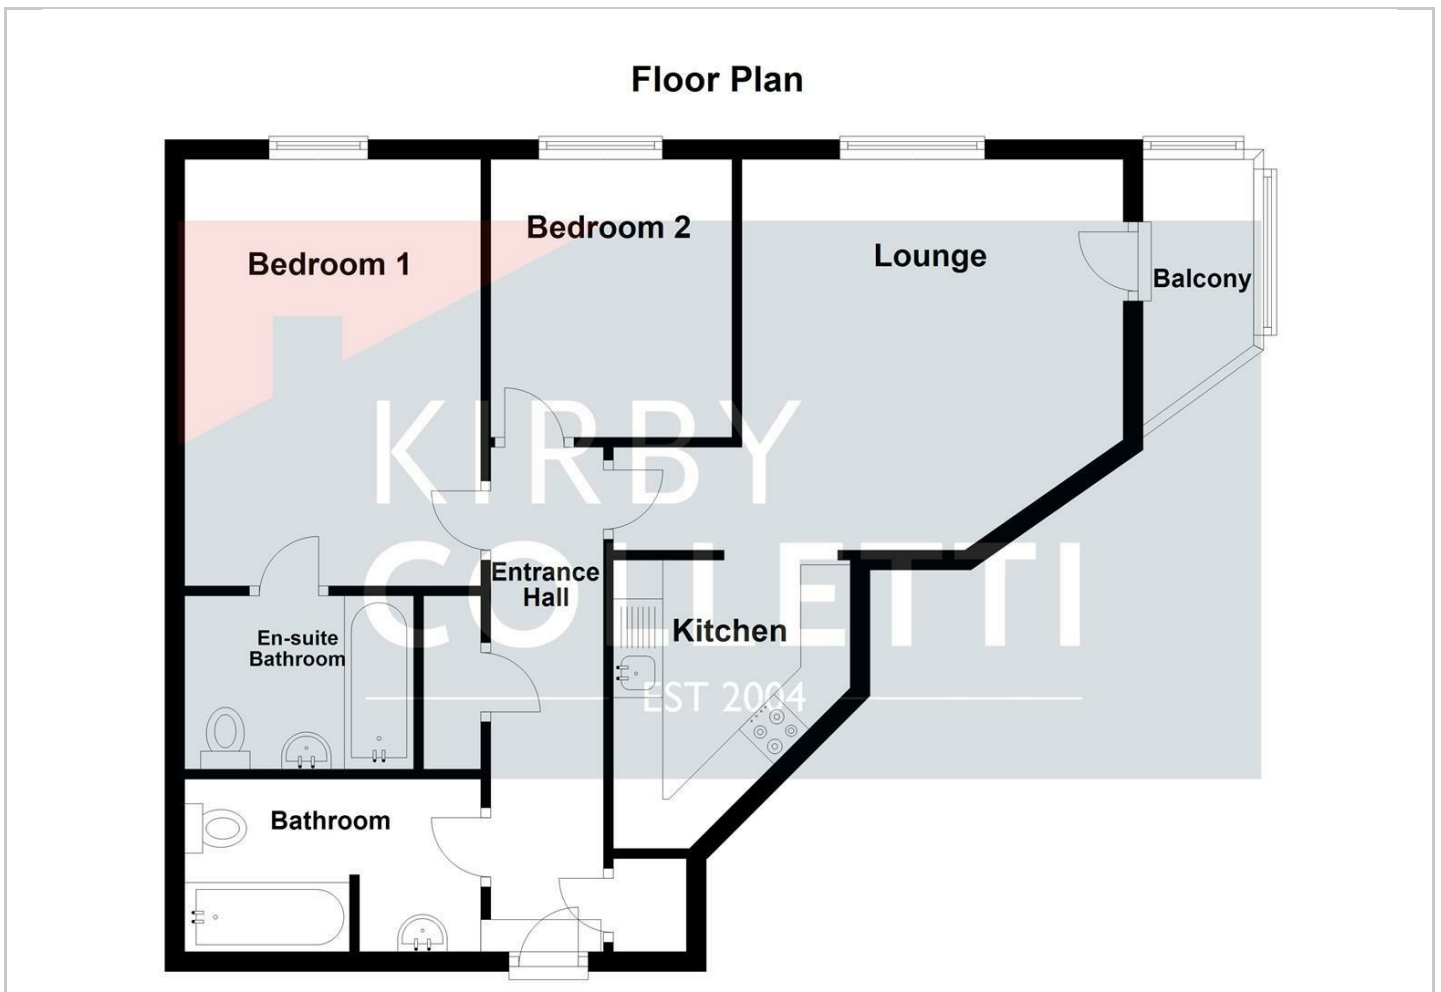 Floor Plan
Bedroom 1
Bedroom 2
Lounge
Balcony
KIRBY
COLLETTI
EST 2004
Entrance
Hall
Kitchen
En-suite
Bathroom
Bathroom